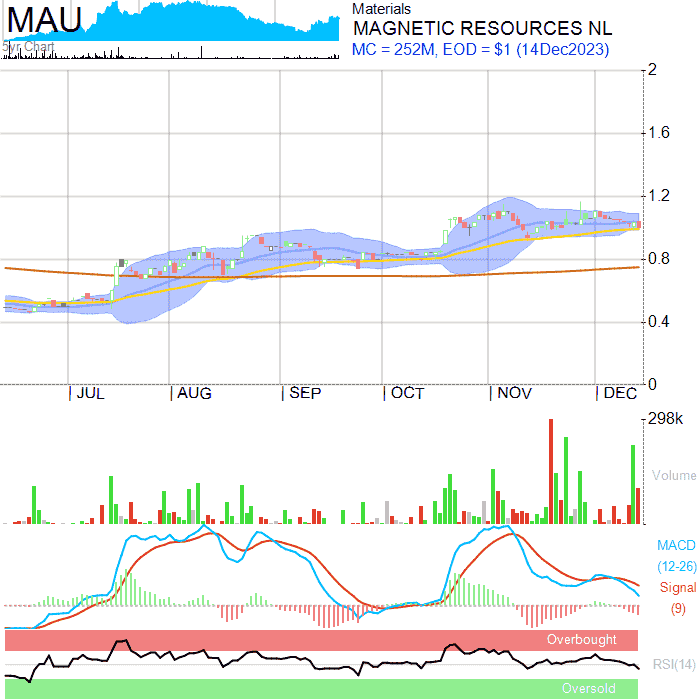 MAU
5yr Chart
Materials
MAGNETIC RESOURCES NL
MC = 252M, EOD = $1 (14Dec2023)
2
1.6
1.2
0.8
0.4
0
JUL AUG SEP OCT NOV DEC
298k
Volume
MACD
(12-26)
Signal
(9)
Overbought
RSI(14)
Oversold